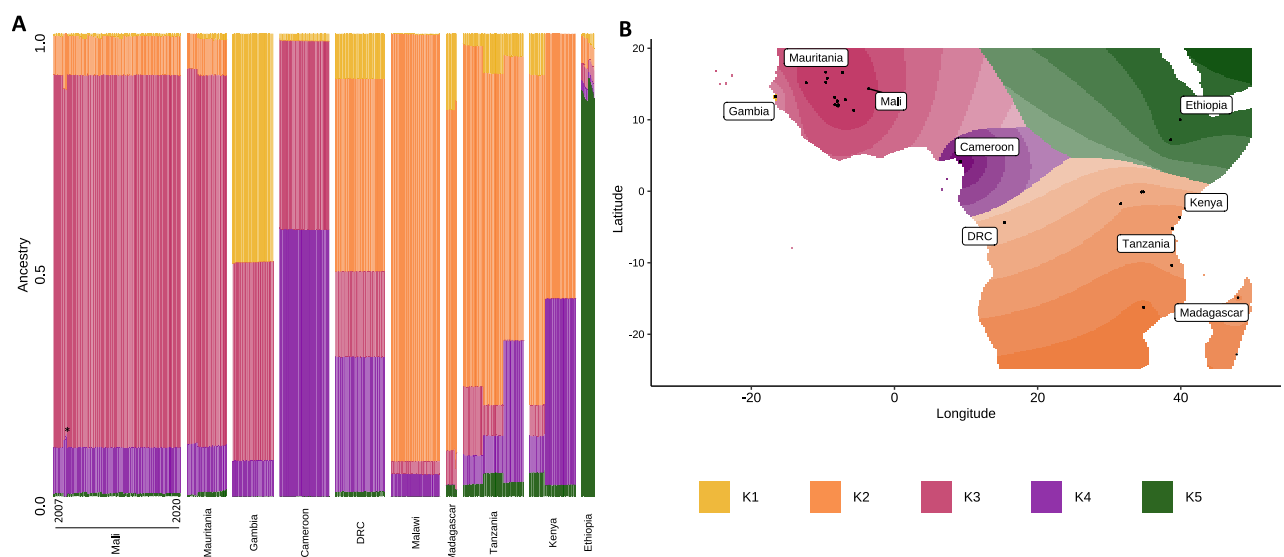 A
1.0
0.5
0.0
Ancestry
*
2007
2020
Mali
Mauritania
Gambia
Cameroon
DRC
Malawi
Madagascar
Tanzania
Kenya
Ethiopia
B
20
10
0
-10
-20
Latitude
Mauritania
Mali
Gambia
Ethiopia
Cameroon
Kenya
DRC
Tanzania
Madagascar
-20 0 20 40
Longitude
K1 K2 K3 K4 K5